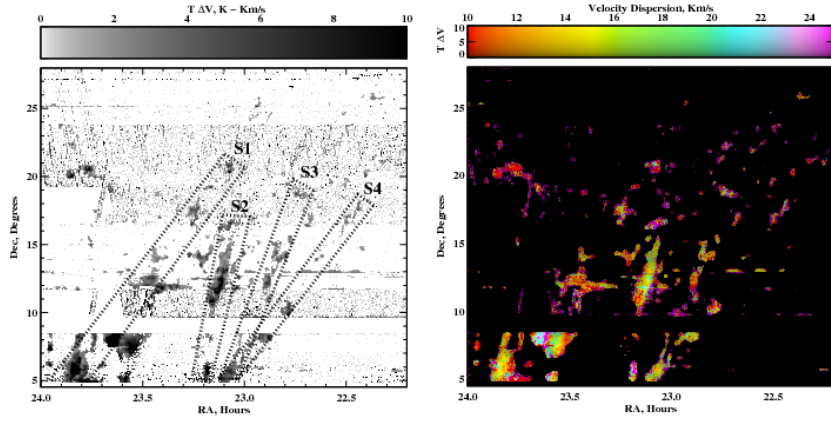 T ΔV, K – Km/s
0 2 4 6 8 10
Dec, Degrees
25
20
15
10
5
S1
S2
S3
S4
24.0 23.5 23.0 22.5
RA, Hours
Velocity Dispersion, Km/s
10 12 14 16 18 20 22 24
T ΔV
10
5
0
Dec, Degrees
25
20
15
10
5
24.0 23.5 23.0 22.5
RA, Hours